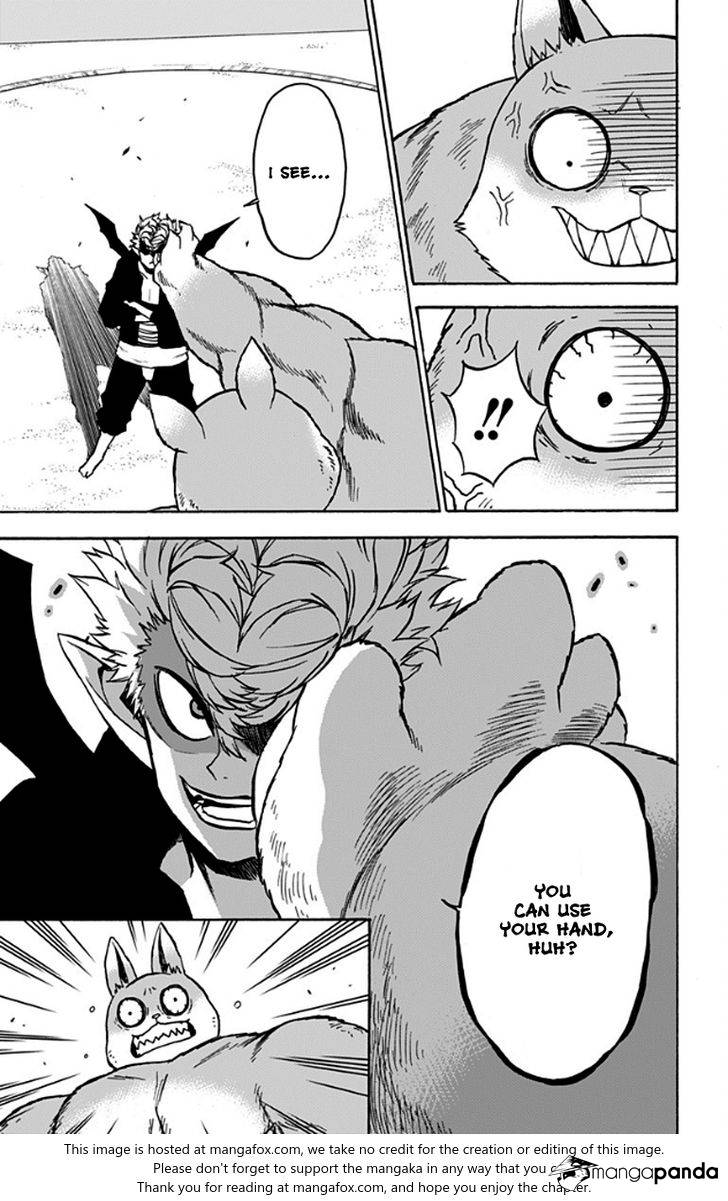 I SEE...
!!
YOU
CAN USE
YOUR HAND,
HUH?
This image is hosted at mangafox.com, we take no credit for the creation or editing of this image.
Please don't forget to support the mangaka in any way that you
Thank you for reading at mangafox.com, and hope you enjoy the chapter.
mangapanda